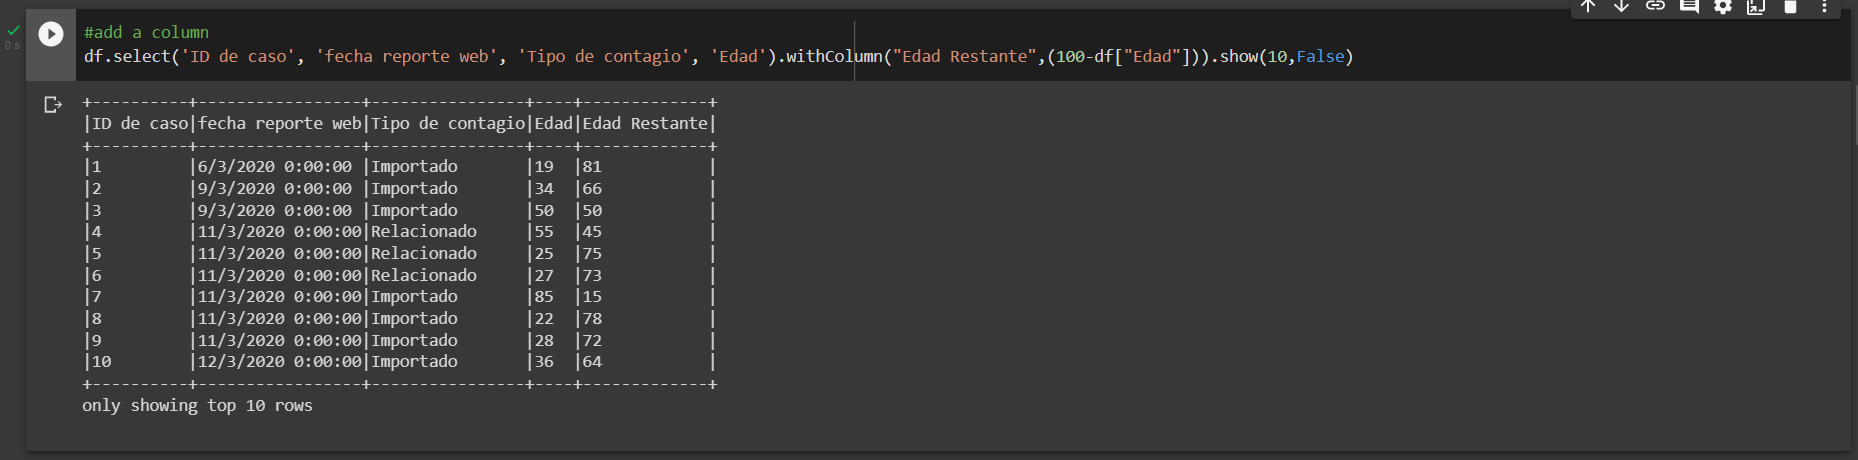 #add a column
df.select('ID de caso', 'fecha reporte web', 'Tipo de contagio', 'Edad').withColumn("Edad Restante",(100-df["Edad"])).show(10,False)
0 s
+----------+-----------------+----------------+----+-------------+
|ID de caso|fecha reporte web|Tipo de contagio|Edad|Edad Restante|
+----------+-----------------+----------------+----+-------------+
|1         |6/3/2020 0:00:00 |Importado       |19  |81           |
|2         |9/3/2020 0:00:00 |Importado       |34  |66           |
|3         |9/3/2020 0:00:00 |Importado       |50  |50           |
|4         |11/3/2020 0:00:00|Relacionado     |55  |45           |
|5         |11/3/2020 0:00:00|Relacionado     |25  |75           |
|6         |11/3/2020 0:00:00|Relacionado     |27  |73           |
|7         |11/3/2020 0:00:00|Importado       |85  |15           |
|8         |11/3/2020 0:00:00|Importado       |22  |78           |
|9         |11/3/2020 0:00:00|Importado       |28  |72           |
|10        |12/3/2020 0:00:00|Importado       |36  |64           |
+----------+-----------------+----------------+----+-------------+
only showing top 10 rows